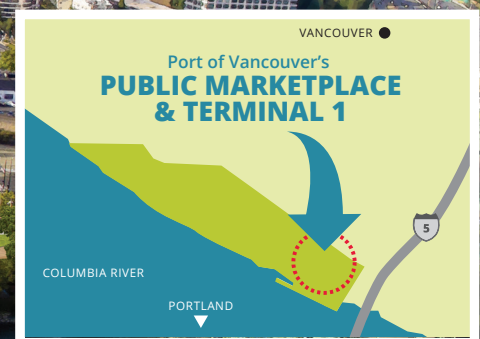 VANCOUVER
Port of Vancouver's
PUBLIC MARKETPLACE
& TERMINAL 1
5
COLUMBIA RIVER
PORTLAND